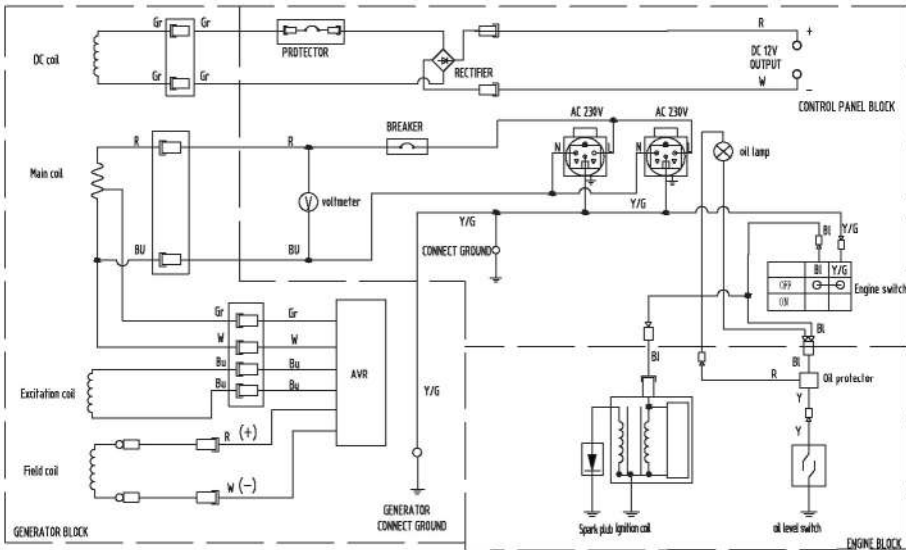 Gr
Gr
R
+
DC coil
PROTECTOR
DC 12V
OUTPUT
RECTIFIER
Gr
Gr
W
-
CONTROL PANEL BLOCK
AC 230V
AC 230V
BREAKER
R
R
N
L
N
L
oil lamp
Main coil
V
voltmeter
Y/G
Y/G
Bl
Y/G
BU
BU
CONNECT GROUND
Bl
Y/G
OFF
ON
Engine switch
Gr
Gr
W
W
Bu
Bu
Bu
Bu
AVR
Excitation coil
Y/G
Bl
Bl
Bl
R
Oil protector
Y
Y
R
(+)
Field coil
W
(-)
GENERATOR
CONNECT GROUND
GENERATOR BLOCK
Spark plub
Ignition coil
oil level switch
ENGINE BLOCK